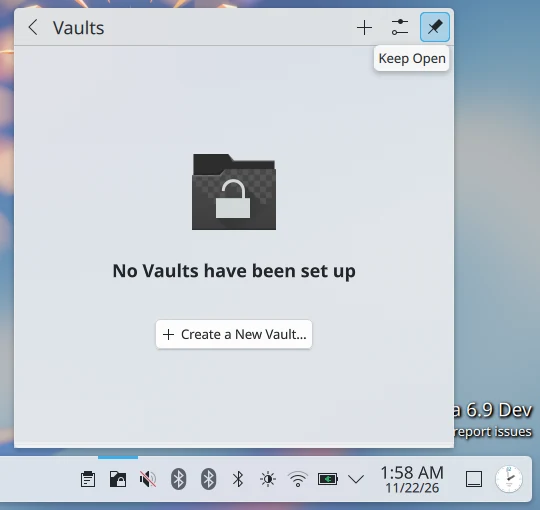 Vaults
Keep Open
No Vaults have been set up
Create a New Vault...
6.9 Dev
report issues
1:58 AM
11/22/26